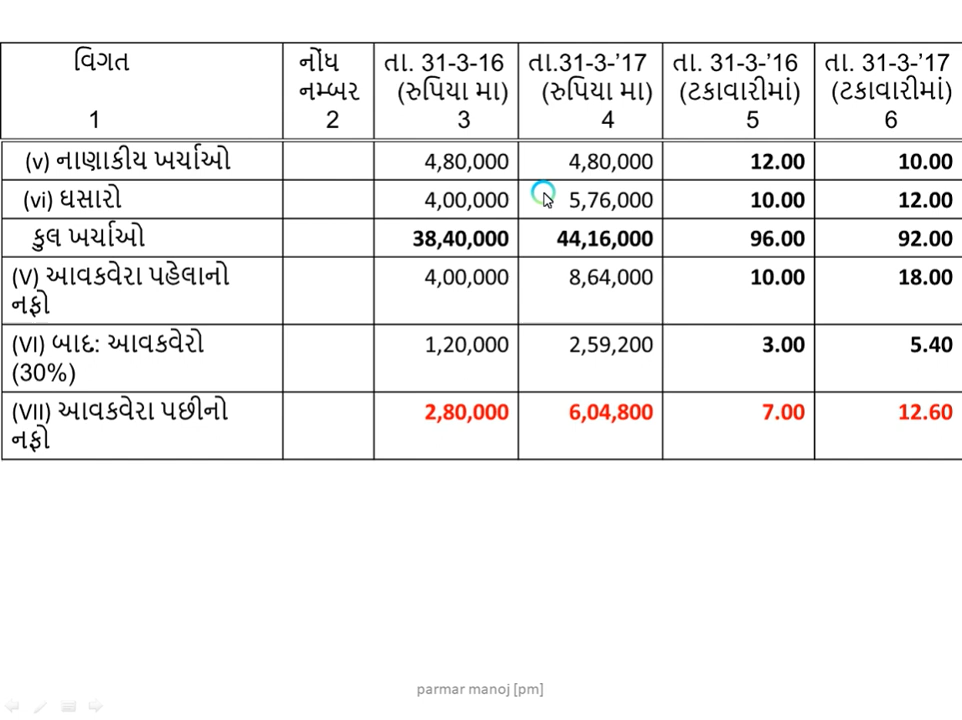 વિગત નોંધ તા. 31-3-16 તા.31-3-'17 તા. 31-3-'16 તા. 31-3-'17
નમ્બર (રુપિયા મા) (રુપિયા મા) (ટકાવારીમાં) (ટકાવારીમાં)
1 2 3 4 5 6
(v) નાણાકીય ખર્ચાઓ 4,80,000 4,80,000 12.00 10.00
(vi) ઘસારો 4,00,000 5,76,000 10.00 12.00
કુલ ખર્ચાઓ 38,40,000 44,16,000 96.00 92.00
(V) આવકવેરા પહેલાનો 4,00,000 8,64,000 10.00 18.00
નફો
(VI) બાદ: આવકવેરો 1,20,000 2,59,200 3.00 5.40
(30%)
(VII) આવકવેરા પછીનો 2,80,000 6,04,800 7.00 12.60
નફો
parmar manoj [pm]